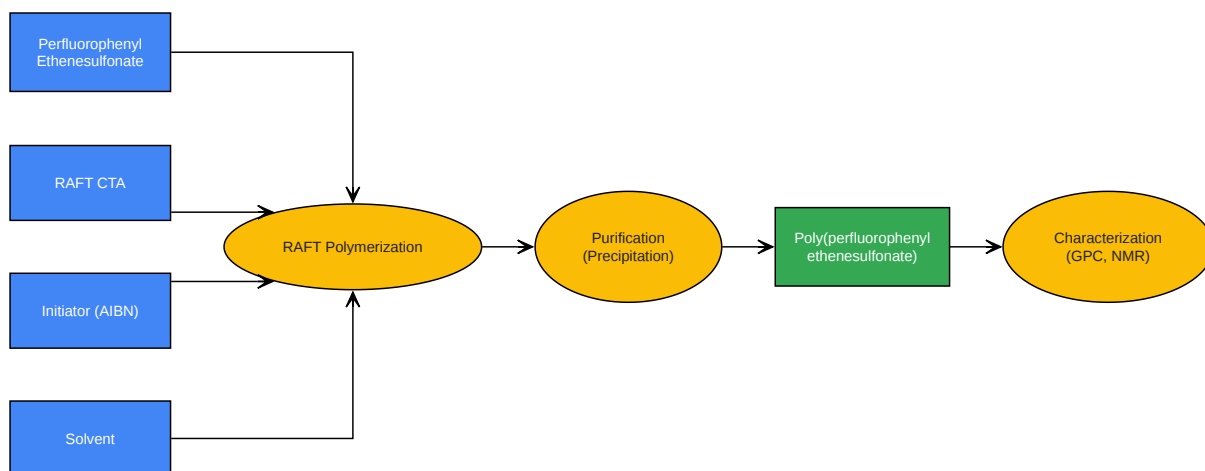 Perfluorophenyl
Ethenesulfonate
RAFT CTA
Initiator (AIBN)
Solvent
RAFT Polymerization
Purification
(Precipitation)
Poly(perfluorophenyl
ethenesulfonate)
Characterization
(GPC, NMR)